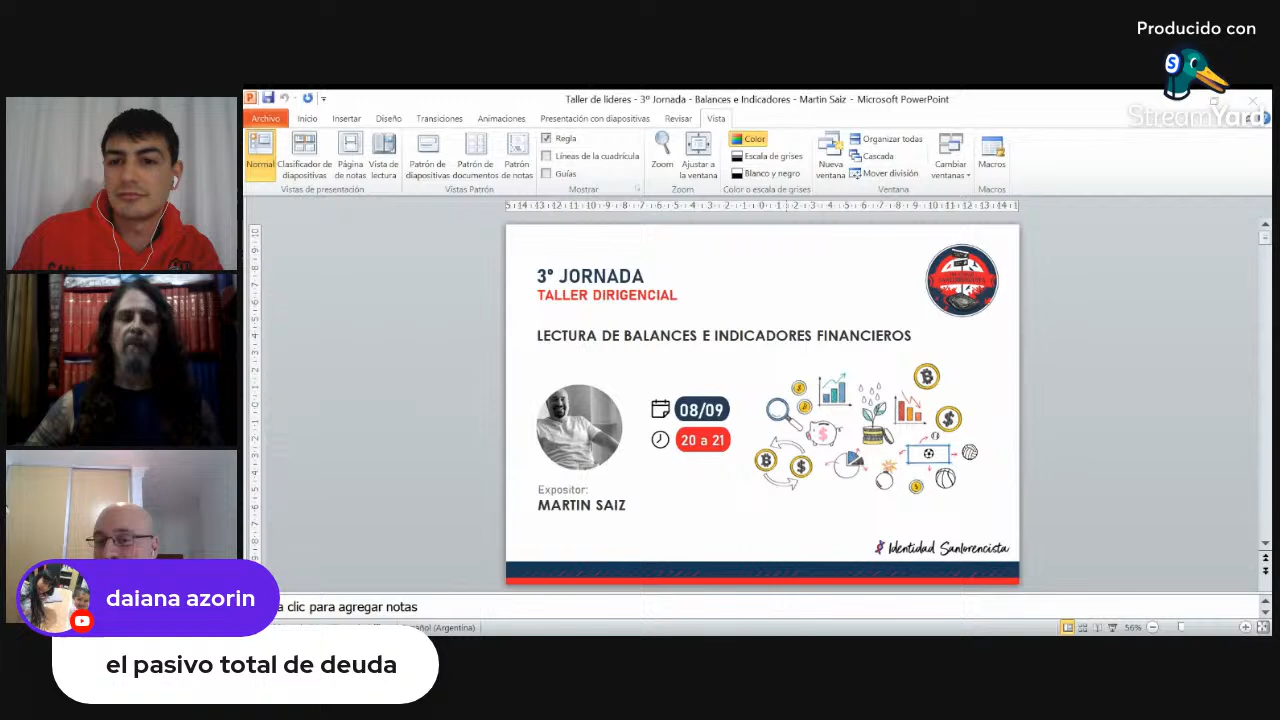 Producido con
StreamYard
Taller de lideres - 3º Jornada - Balances e Indicadores - Martin Saiz - Microsoft PowerPoint
Archivo Inicio Insertar Diseño Transiciones Animaciones Presentación con diapositivas Revisar Vista
Normal
Clasificador de diapositivas
Página de notas
Vista de lectura
Vistas de presentación
Patrón de diapositivas
Patrón de documentos
Patrón de notas
Vistas Patrón
Regla
Líneas de la cuadrícula
Guías
Mostrar
Zoom
Ajustar a la ventana
Zoom
Color
Escala de grises
Blanco y negro
Color o escala de grises
Nueva ventana
Organizar todas
Cascada
Mover división
Cambiar ventanas
Ventana
Macros
Macros
3º JORNADA
TALLER DIRIGENCIAL
LECTURA DE BALANCES E INDICADORES FINANCIEROS
08/09
20 a 21
Expositor:
MARTIN SAIZ
Identidad Sanlorencista
clic para agregar notas
(Argentina)
56%
daiana azorin
el pasivo total de deuda